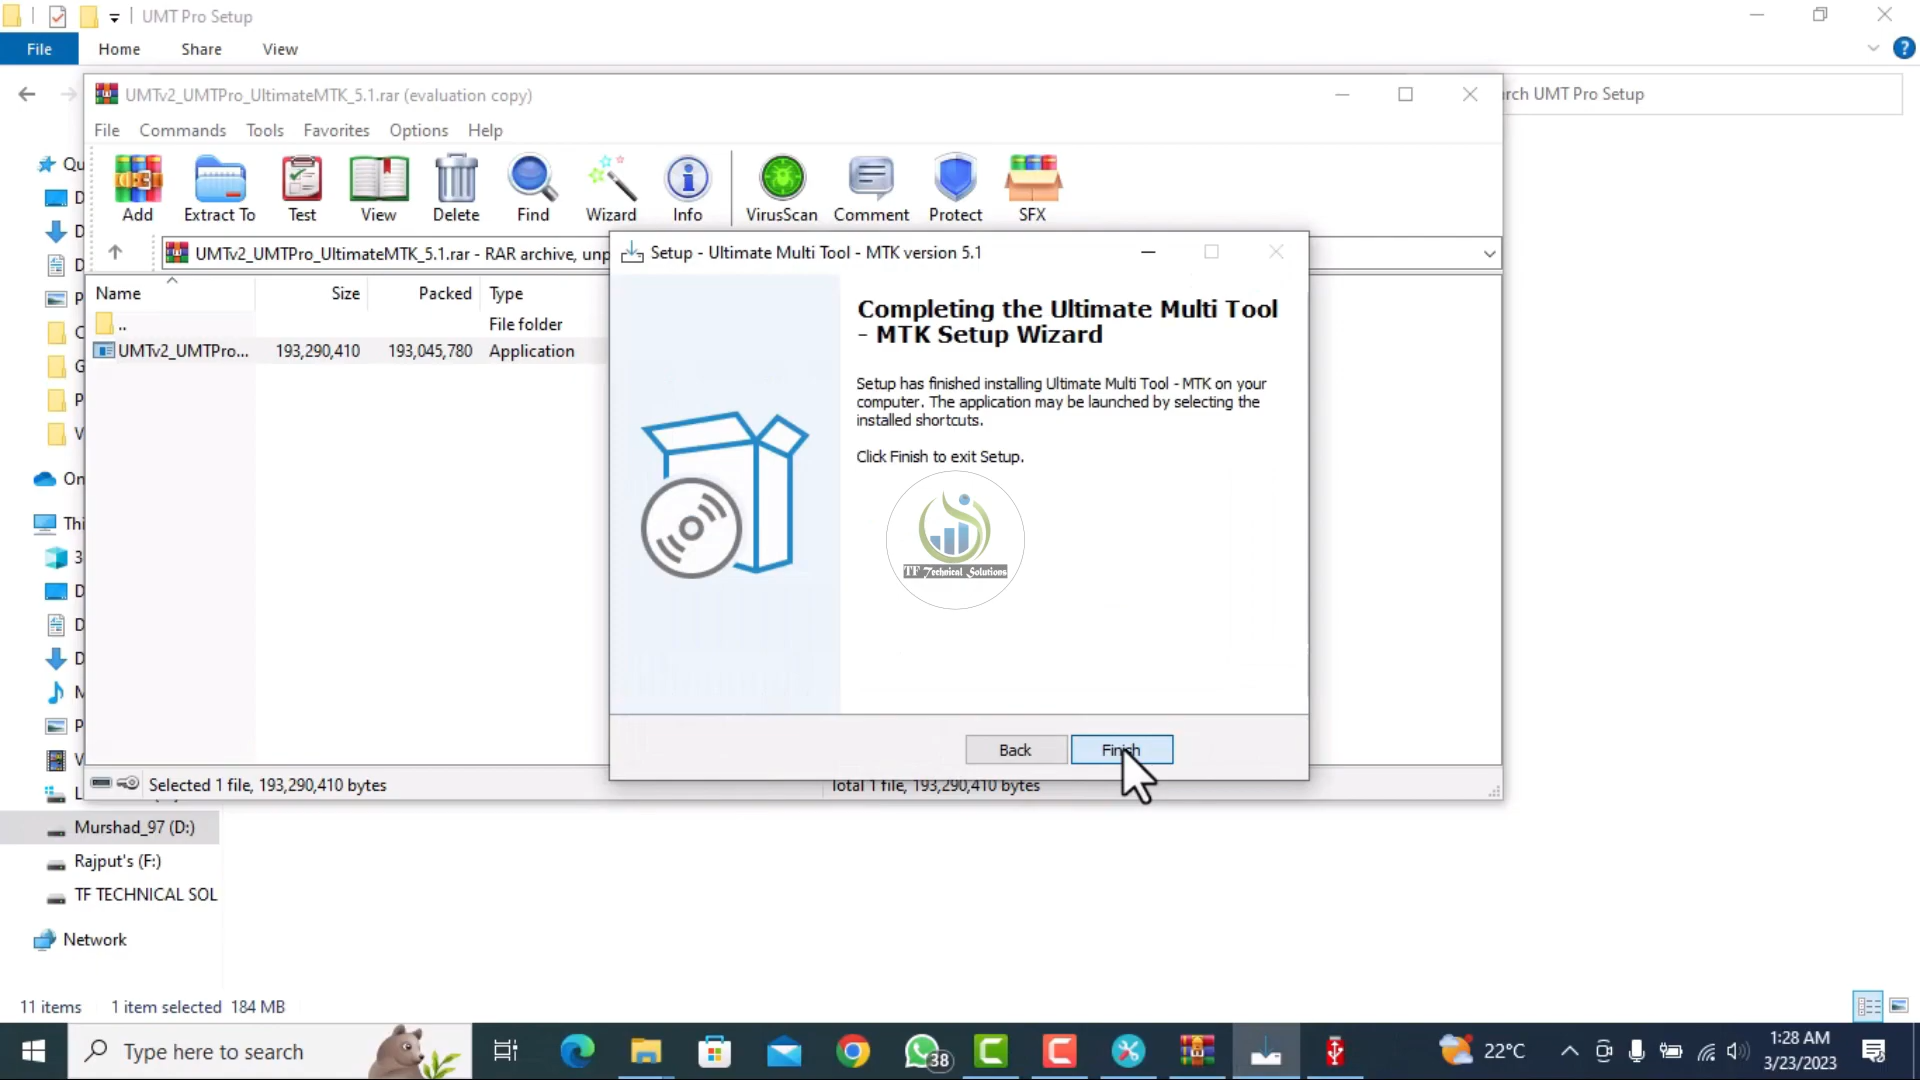 UMT Pro Setup
File Home Share View
UMTv2_UMTPro_UltimateMTK_5.1.rar (evaluation copy)
rch UMT Pro Setup
File Commands Tools Favorites Options Help
Add Extract To Test View Delete Find Wizard Info VirusScan Comment Protect SFX
UMTv2_UMTPro_UltimateMTK_5.1.rar - RAR archive, unp
Name Size Packed Type
.. File folder
UMTv2_UMTPro... 193,290,410 193,045,780 Application
Setup - Ultimate Multi Tool - MTK version 5.1
Completing the Ultimate Multi Tool
- MTK Setup Wizard
Setup has finished installing Ultimate Multi Tool - MTK on your
computer. The application may be launched by selecting the
installed shortcuts.
Click Finish to exit Setup.
TF Technical Solutions
Back Finish
Selected 1 file, 193,290,410 bytes
Total 1 file, 193,290,410 bytes
Qu
D
D
D
P
C
G
P
V
On
Thi
3
D
D
D
M
P
V
L
Murshad_97 (D:)
Rajput's (F:)
TF TECHNICAL SOL
Network
11 items 1 item selected 184 MB
Type here to search
38
22°C
1:28 AM
3/23/2023